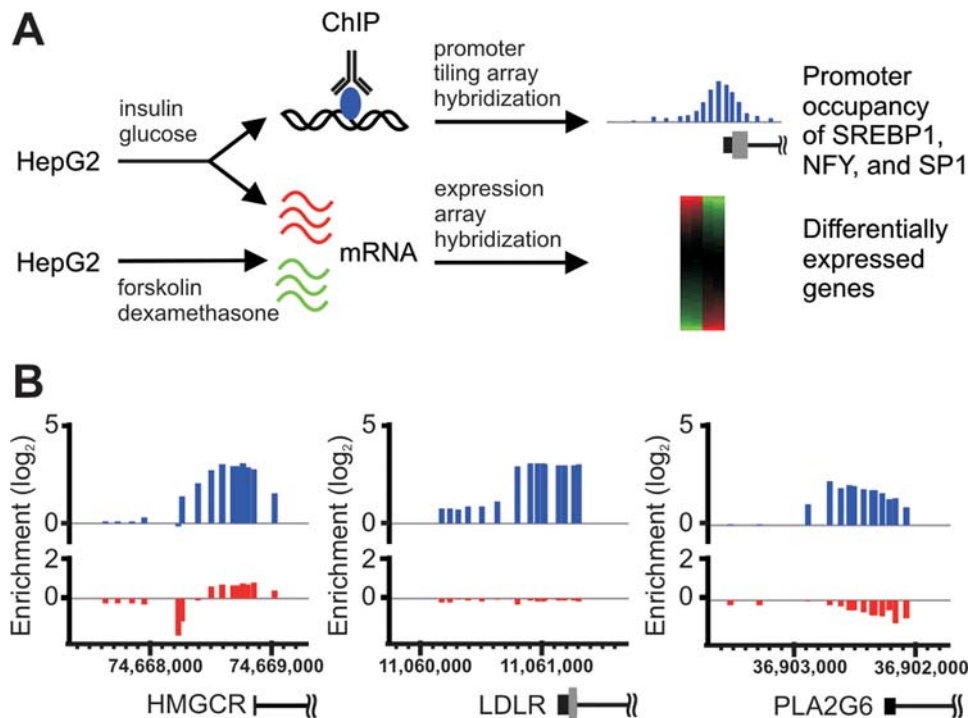 A
ChIP
insulin
glucose
HepG2
promoter
tiling array
hybridization
Promoter
occupancy
of SREBP1,
NFY, and SP1
HepG2
forskolin
dexamethasone
mRNA
expression
array
hybridization
Differentially
expressed
genes
B
Enrichment (log2)
5
0
2
0
74,668,000
74,669,000
HMGCR
Enrichment (log2)
5
0
2
0
11,060,000
11,061,000
LDLR
Enrichment (log2)
5
0
2
0
36,903,000
36,902,000
PLA2G6